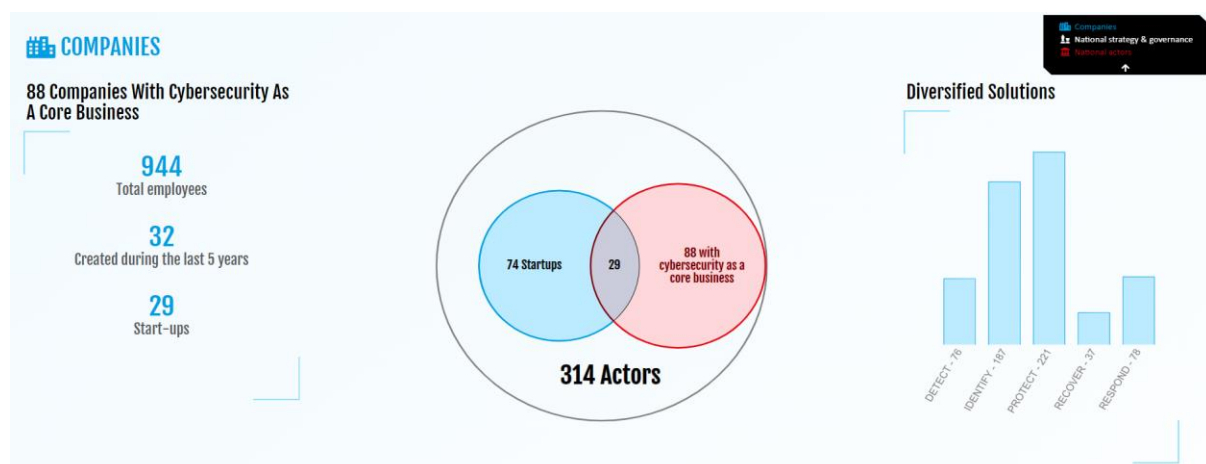 COMPANIES
88 Companies With Cybersecurity As
A Core Business
944
Total employees
32
Created during the last 5 years
29
Start-ups
74 Startups
29
88 with
cybersecurity as a
core business
314 Actors
Companies
National strategy & governance
National actors
Diversified Solutions
DETECT - 76
IDENTIFY - 187
PROTECT - 221
RECOVER - 37
RESPOND - 78